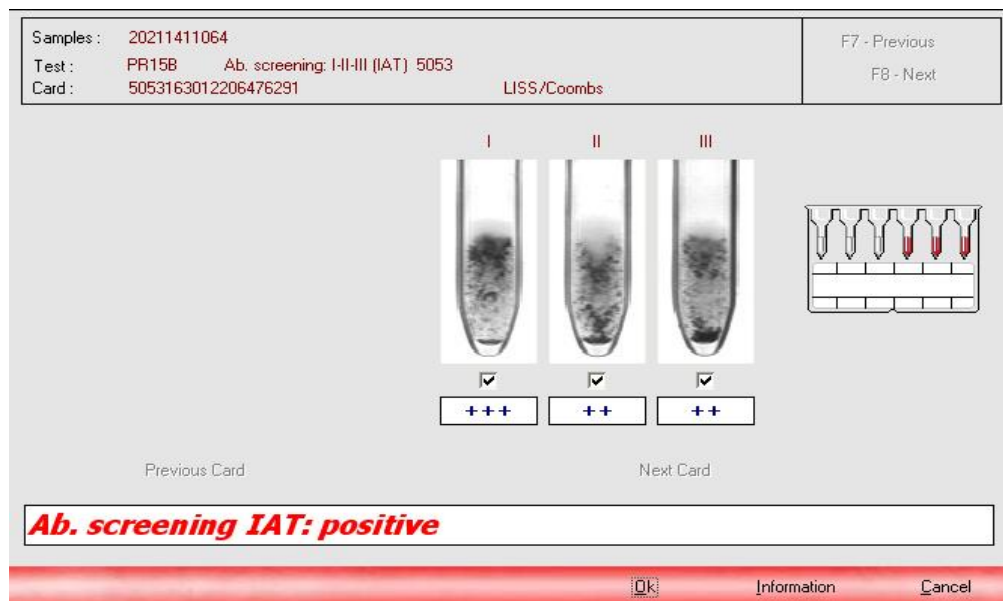 Samples : 20211411064
F7 - Previous
Test : PR15B Ab. screening: I-II-III (IAT) 5053
F8 - Next
Card : 5053163012206476291 LISS/Coombs
I II III
+++ ++ ++
Previous Card Next Card
Ab. screening IAT: positive
Ok Information Cancel